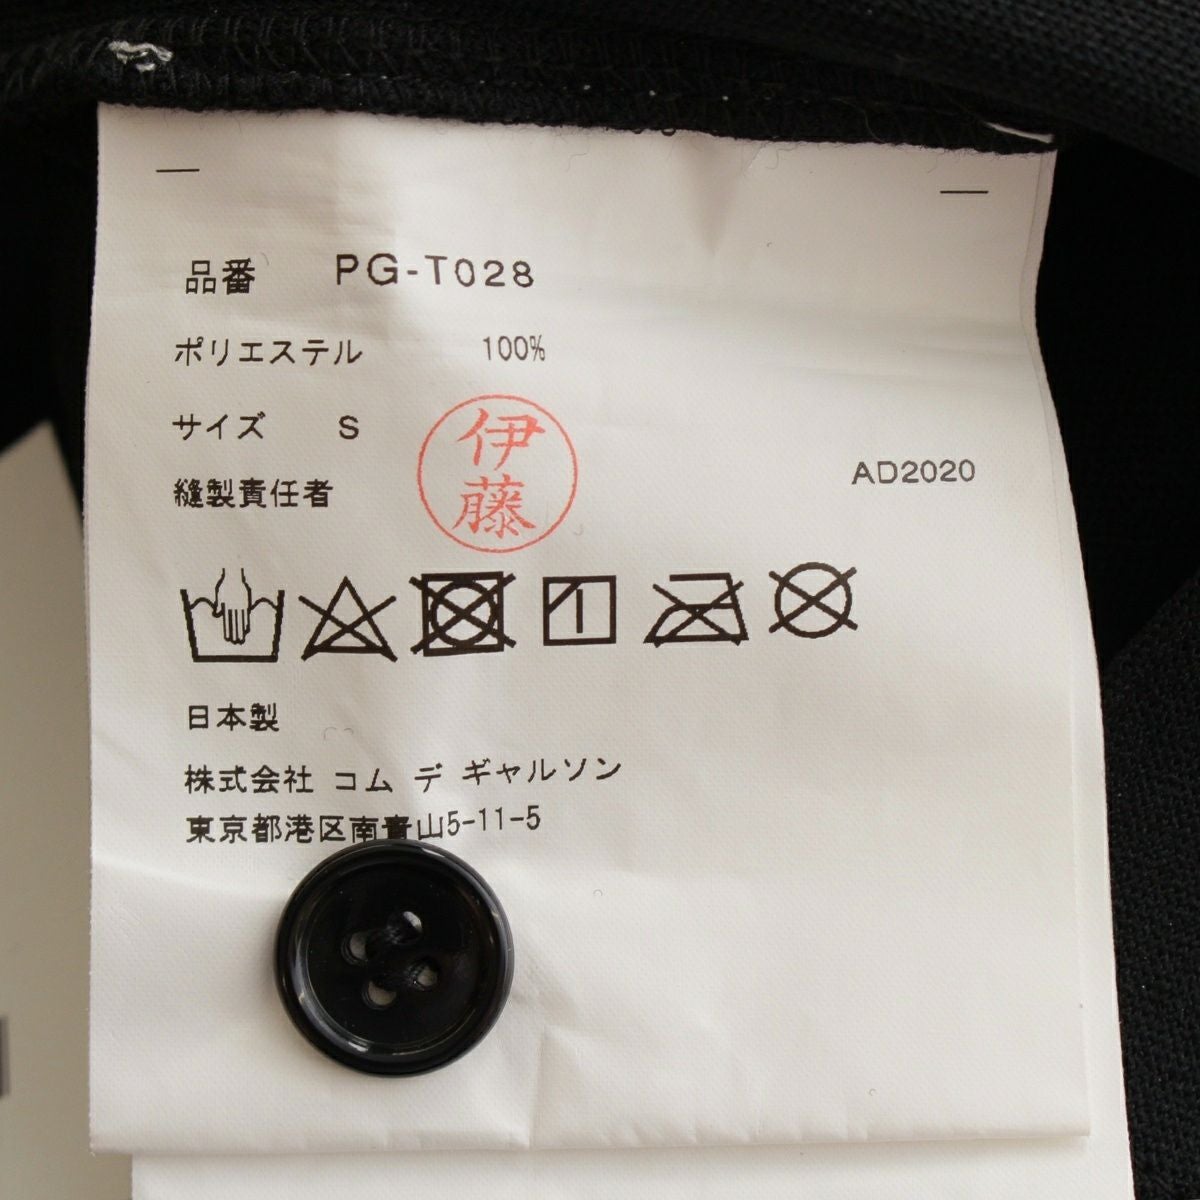 品番 PG-T028
ポリエステル 100%
サイズ S
縫製責任者 伊藤
AD2020
日本製
株式会社 コム デ ギャルソン
東京都港区南青山5-11-5